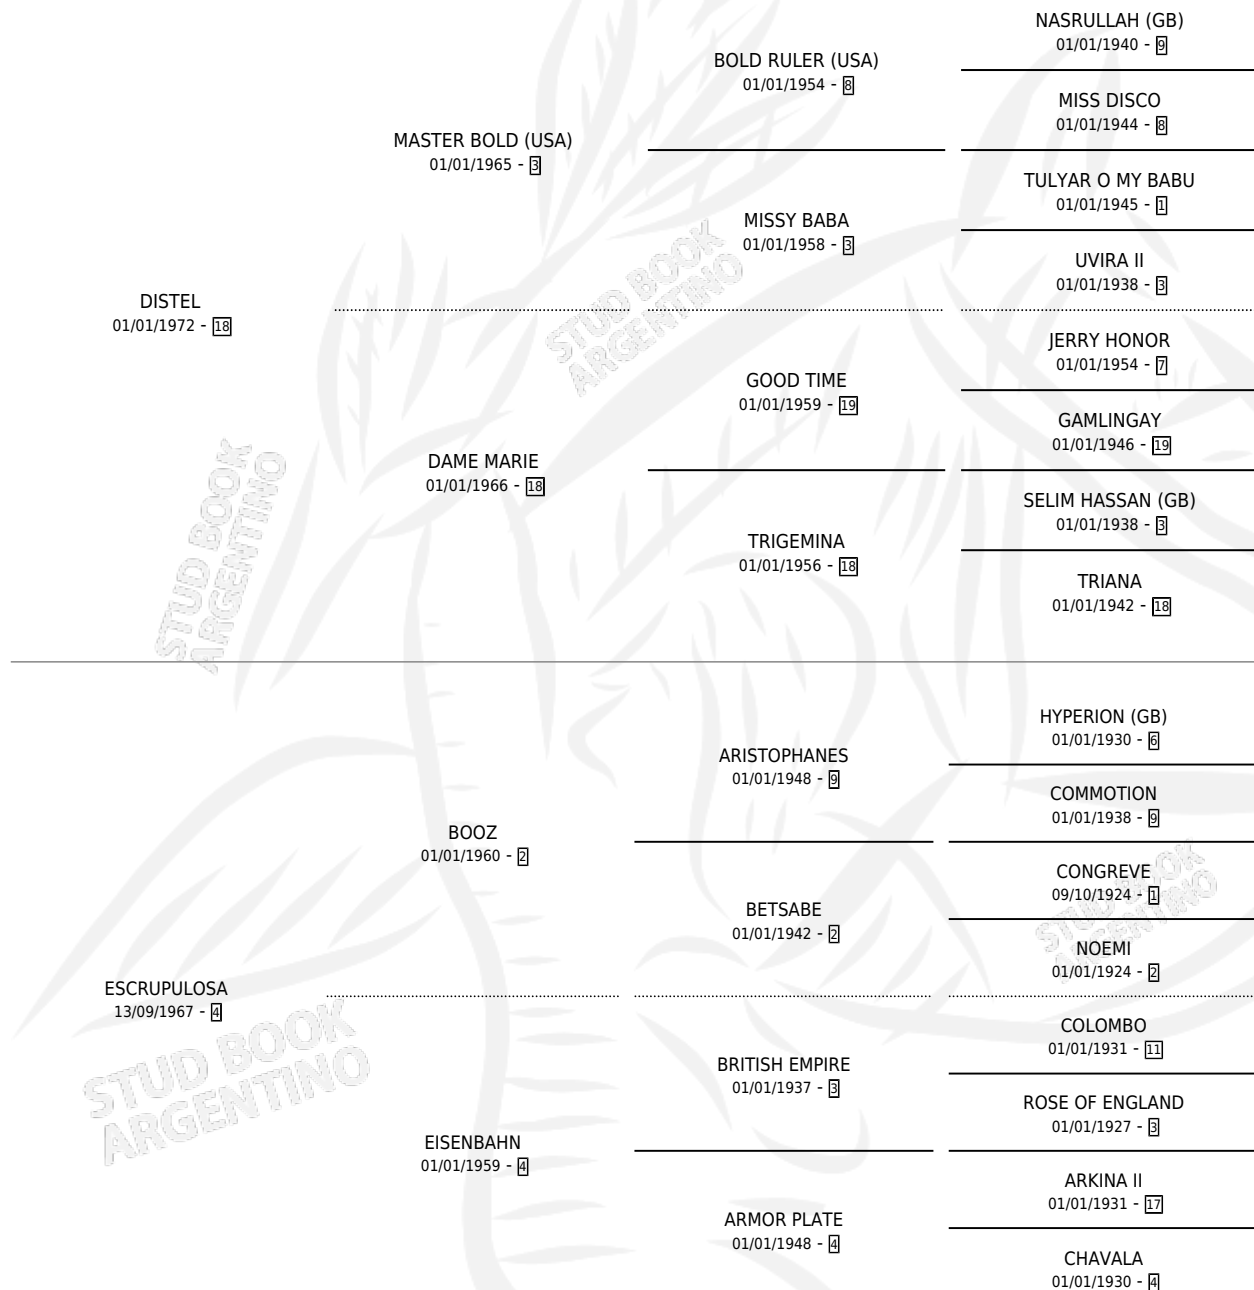 NASRULLAH (GB)
01/01/1940 - 9
BOLD RULER (USA)
01/01/1954 - 8
MISS DISCO
01/01/1944 - 8
MASTER BOLD (USA)
01/01/1965 - 3
TULYAR O MY BABU
01/01/1945 - 1
MISSY BABA
01/01/1958 - 3
UVIRA II
01/01/1938 - 3
DISTEL
01/01/1972 - 18
JERRY HONOR
01/01/1954 - 7
GOOD TIME
01/01/1959 - 19
GAMLINGAY
01/01/1946 - 19
DAME MARIE
01/01/1966 - 18
SELIM HASSAN (GB)
01/01/1938 - 3
TRIGEMINA
01/01/1956 - 18
TRIANA
01/01/1942 - 18
STUD BOOK
ARGENTINO
STUD BOOK
ARGENTINO
HYPERION (GB)
01/01/1930 - 6
ARISTOPHANES
01/01/1948 - 9
COMMOTION
01/01/1938 - 9
BOOZ
01/01/1960 - 2
CONGREVE
09/10/1924 - 1
BETSABE
01/01/1942 - 2
NOEMI
01/01/1924 - 2
ESCRUPULOSA
13/09/1967 - 4
COLOMBO
01/01/1931 - 11
BRITISH EMPIRE
01/01/1937 - 3
ROSE OF ENGLAND
01/01/1927 - 3
EISENBAHN
01/01/1959 - 4
ARKINA II
01/01/1931 - 17
ARMOR PLATE
01/01/1948 - 4
CHAVALA
01/01/1930 - 4
STUD BOOK
ARGENTINO
STUD BOOK
ARGENTINO